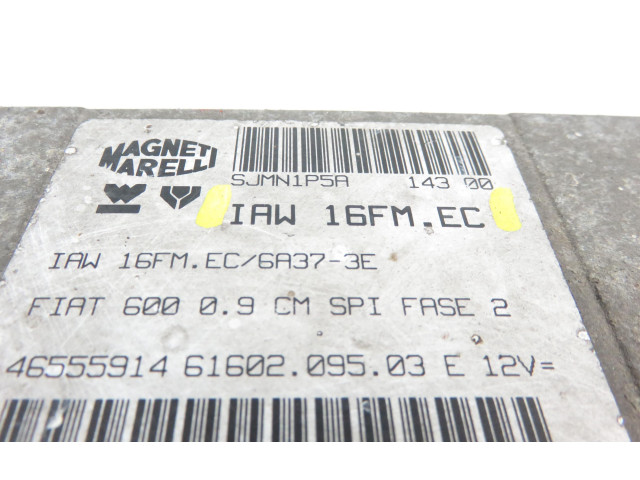 MAGNETI
MARELLI
SJMN1P5A 143 00
IAW 16FM.EC
IAW 16FM.EC/6A37-3E
FIAT 600 0.9 CM SPI FASE 2
46555914 61602.095.03 E 12V=